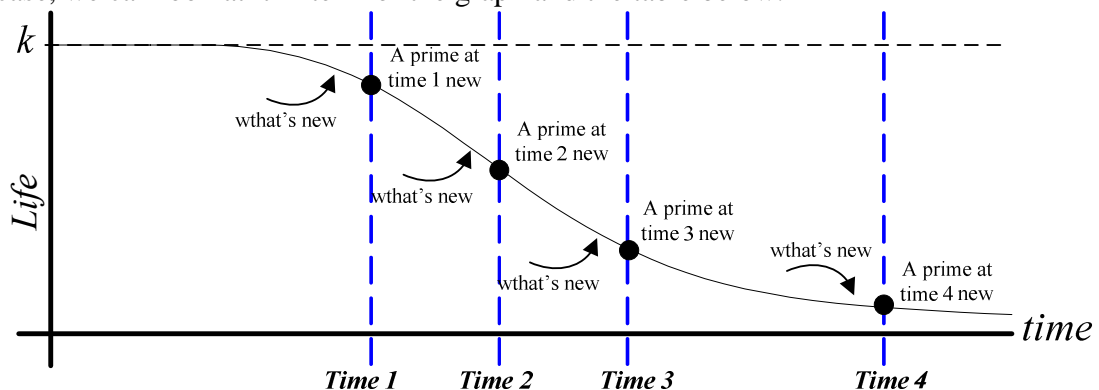 k
A prime at
time 1 new
wthat's new
A prime at
time 2 new
wthat's new
Life
A prime at
time 3 new
wthat's new
wthat's new
A prime at
time 4 new
time
Time 1
Time 2
Time 3
Time 4